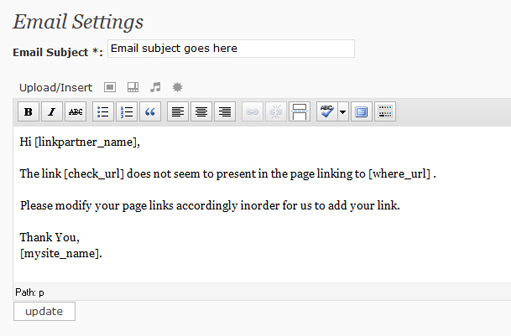 Email Settings
Email Subject *: Email subject goes here
Upload/Insert
B I ABC ABC
Hi [linkpartner_name],
The link [check_url] does not seem to present in the page linking to [where_url] .
Please modify your page links accordingly inorder for us to add your link.
Thank You,
[mysite_name].
Path: p
update